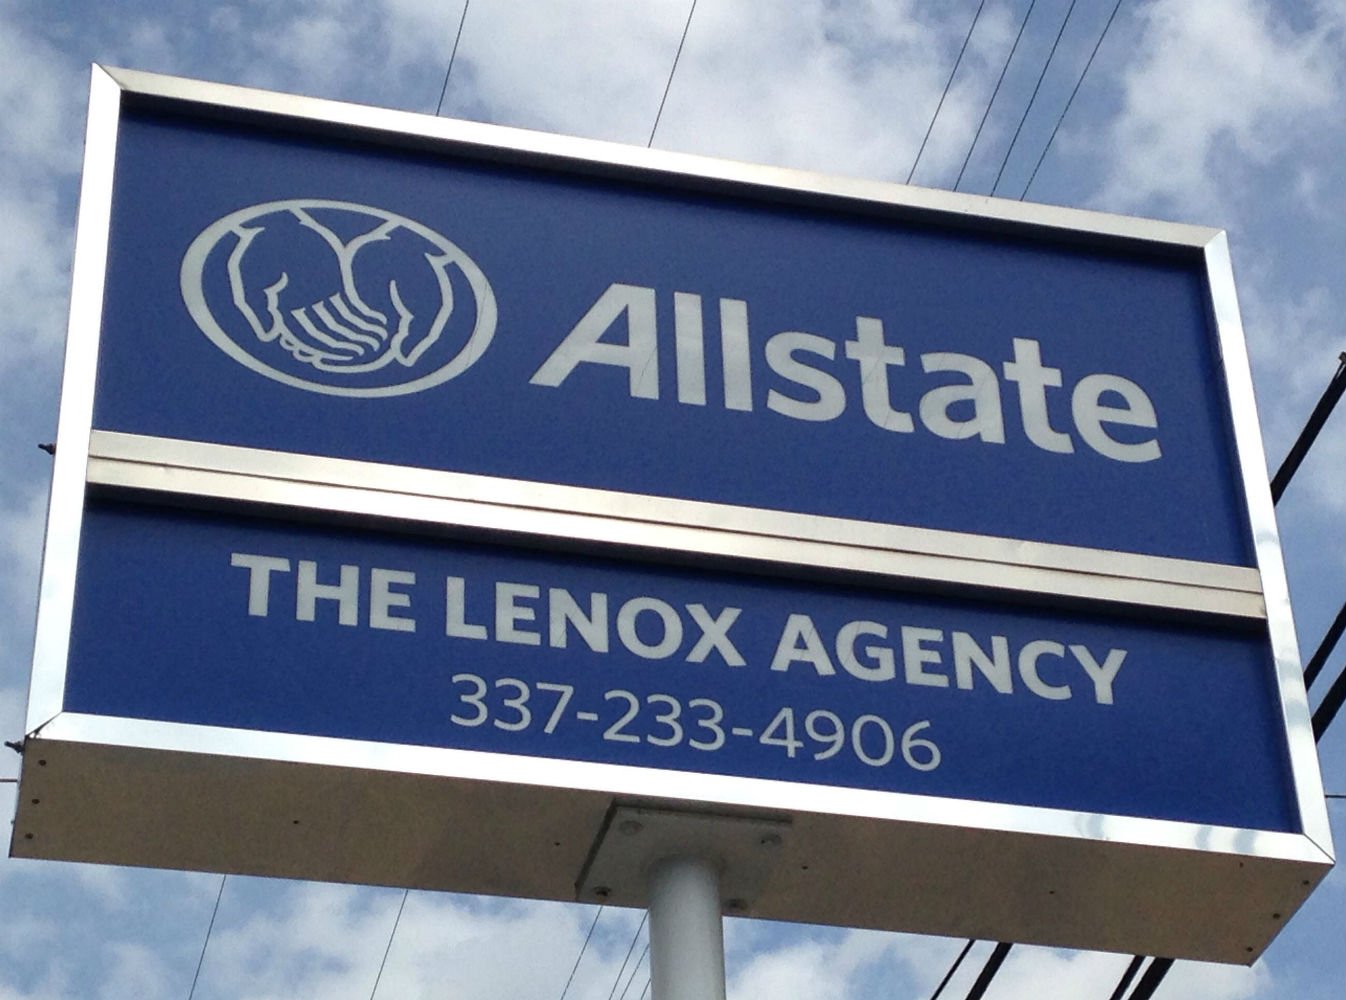 Allstate
THE LENOX AGENCY
337-233-4906